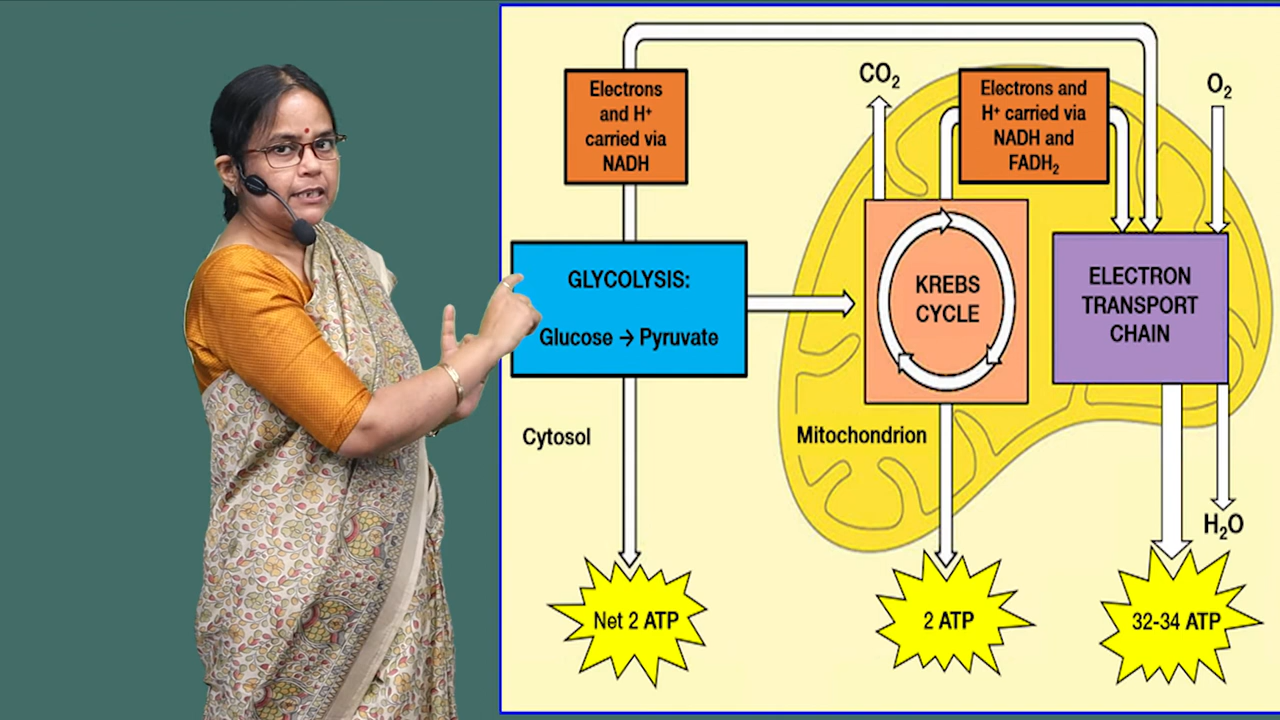 Electrons
and H⁺
carried via
NADH
CO₂
Electrons and
H⁺ carried via
NADH and
FADH₂
O₂
GLYCOLYSIS:
Glucose → Pyruvate
KREBS
CYCLE
ELECTRON
TRANSPORT
CHAIN
Cytosol
Mitochondrion
H₂O
Net 2 ATP
2 ATP
32-34 ATP